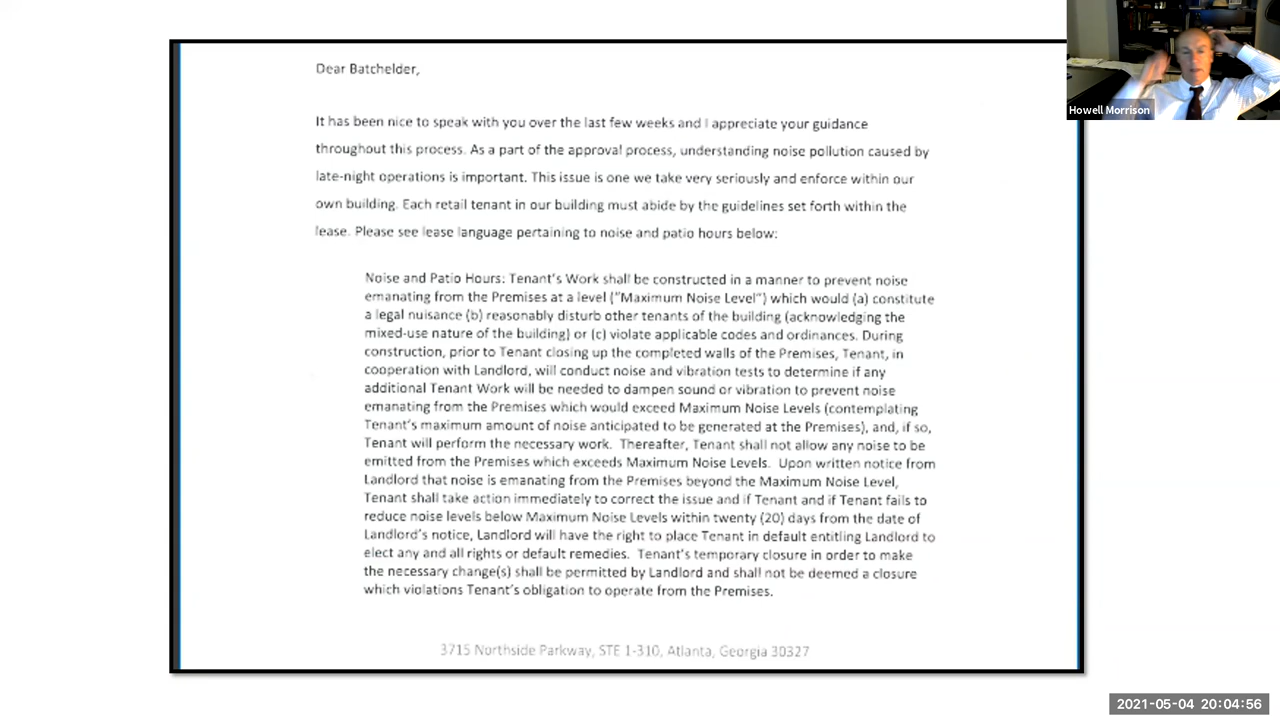 Dear Batchelder,
It has been nice to speak with you over the last few weeks and I appreciate your guidance
throughout this process. As a part of the approval process, understanding noise pollution caused by
late-night operations is important. This issue is one we take very seriously and enforce within our
own building. Each retail tenant in our building must abide by the guidelines set forth within the
lease. Please see lease language pertaining to noise and patio hours below:
Noise and Patio Hours: Tenant's Work shall be constructed in a manner to prevent noise
emanating from the Premises at a level ("Maximum Noise Level") which would (a) constitute
a legal nuisance (b) reasonably disturb other tenants of the building (acknowledging the
mixed-use nature of the building) or (c) violate applicable codes and ordinances. During
construction, prior to Tenant closing up the completed walls of the Premises, Tenant, in
cooperation with Landlord, will conduct noise and vibration tests to determine if any
additional Tenant Work will be needed to dampen sound or vibration to prevent noise
emanating from the Premises which would exceed Maximum Noise Levels (contemplating
Tenant's maximum amount of noise anticipated to be generated at the Premises), and, if so,
Tenant will perform the necessary work. Thereafter, Tenant shall not allow any noise to be
emitted from the Premises which exceeds Maximum Noise Levels. Upon written notice from
Landlord that noise is emanating from the Premises beyond the Maximum Noise Level,
Tenant shall take action immediately to correct the issue and if Tenant and if Tenant fails to
reduce noise levels below Maximum Noise Levels within twenty (20) days from the date of
Landlord's notice, Landlord will have the right to place Tenant in default entitling Landlord to
elect any and all rights or default remedies. Tenant's temporary closure in order to make
the necessary change(s) shall be permitted by Landlord and shall not be deemed a closure
which violations Tenant's obligation to operate from the Premises.
3715 Northside Parkway, STE 1-310, Atlanta, Georgia 30327
Howell Morrison
2021-05-04 20:04:56